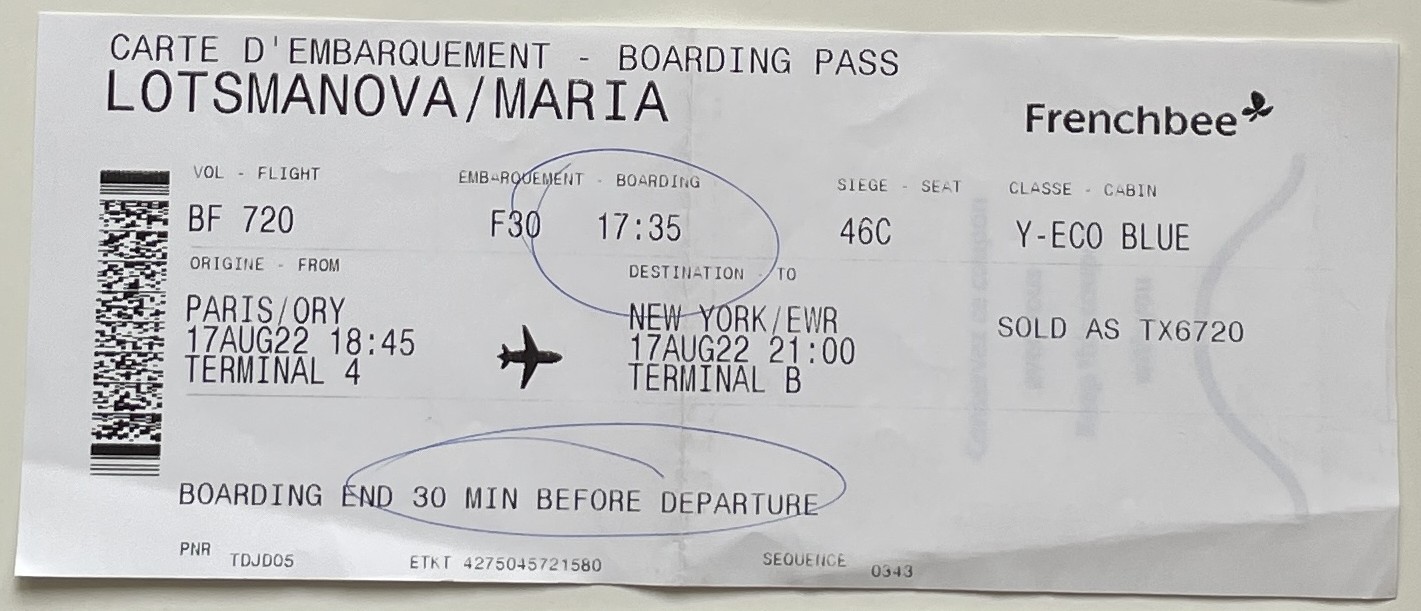 CARTE D'EMBARQUEMENT - BOARDING PASS
LOTSMANOVA/MARIA
Frenchbee
VOL - FLIGHT EMBARQUEMENT - BOARDING SIEGE - SEAT CLASSE - CABIN
BF 720 F30 17:35 46C Y-ECO BLUE
ORIGINE - FROM DESTINATION - TO
PARIS/ORY NEW YORK/EWR
17AUG22 18:45 17AUG22 21:00 SOLD AS TX6720
TERMINAL 4 TERMINAL B
BOARDING END 30 MIN BEFORE DEPARTURE
PNR TDJD05 ETKT 4275045721580 SEQUENCE 0343